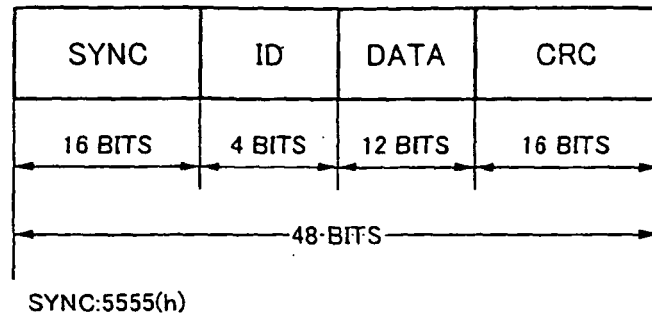 SYNC ID DATA CRC
16 BITS 4 BITS 12 BITS 16 BITS
48-BITS
SYNC:5555(h)